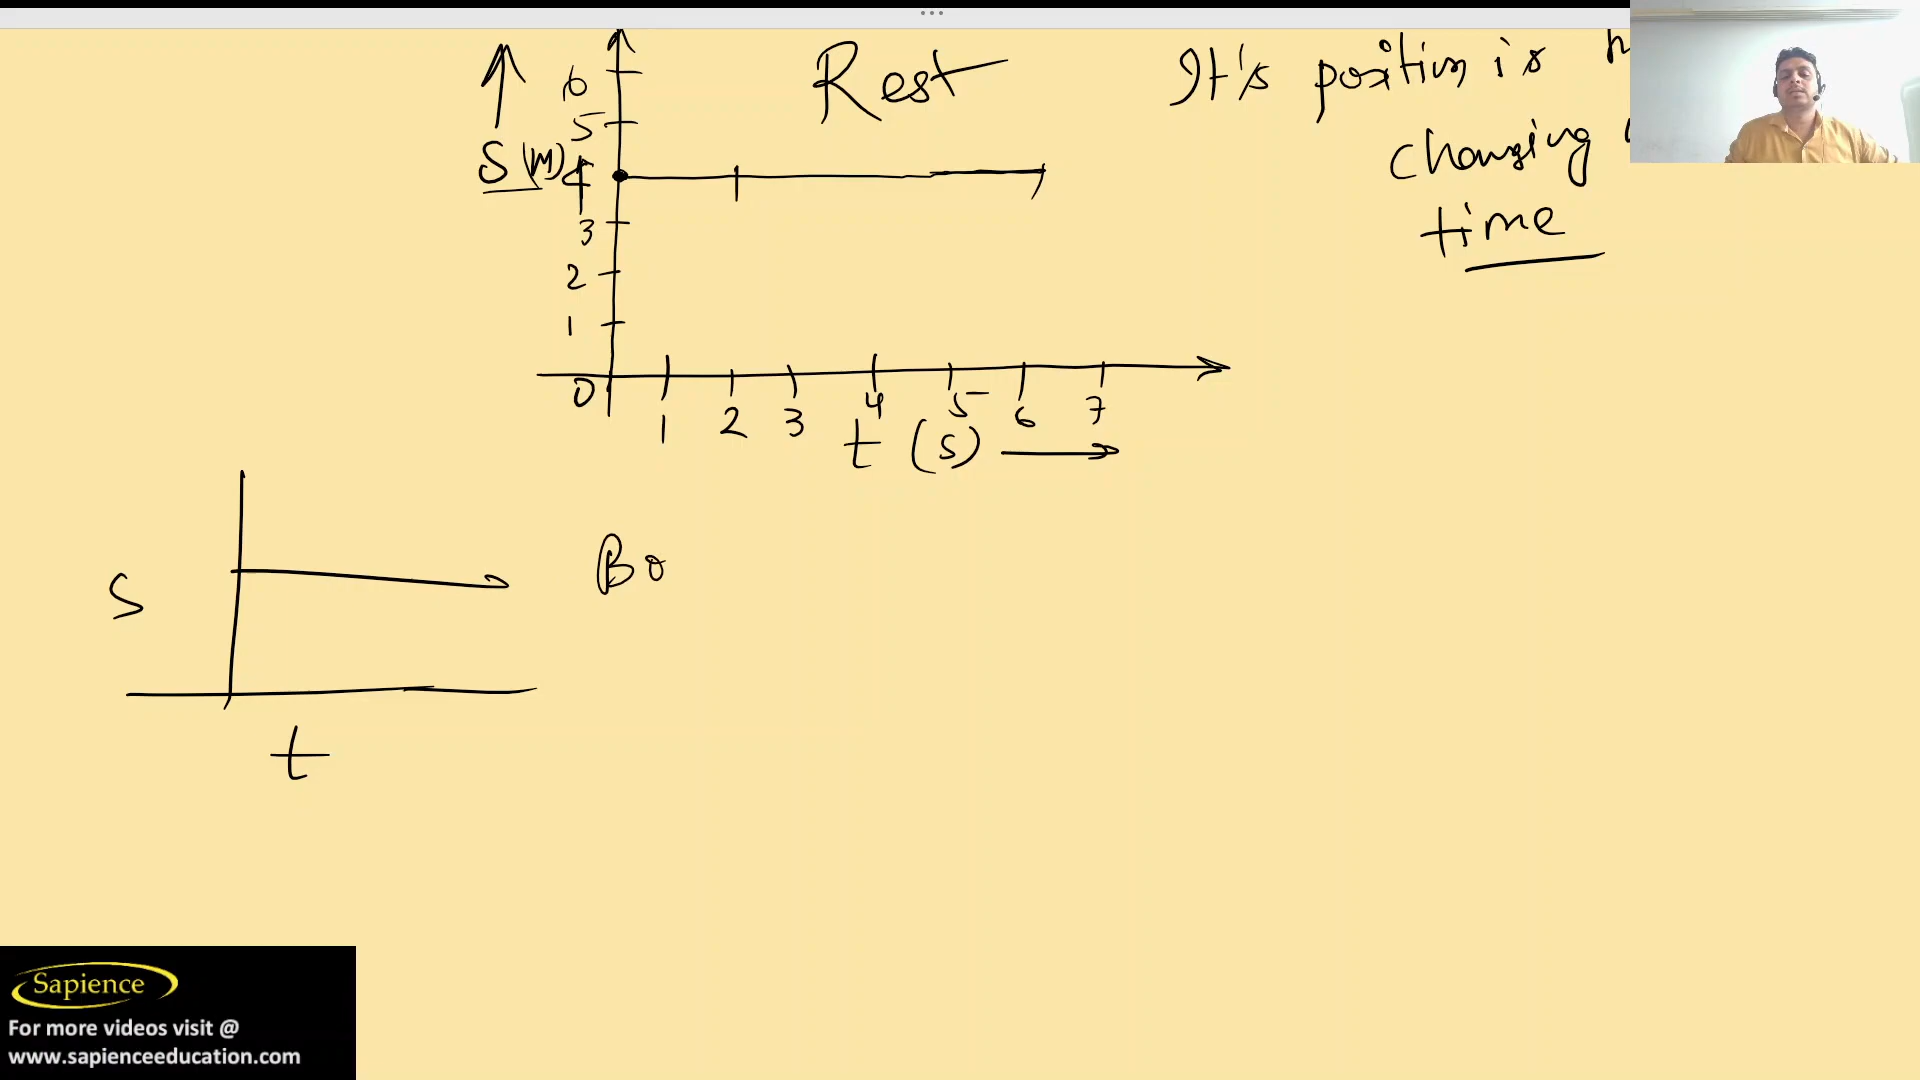 Rest
It's position is
changing
time
6
5
S (M) 4
3
2
1
0
1 2 3 4 5 6 7
t (s)
S
Bo
t
Sapience
For more videos visit @
www.sapienceeducation.com